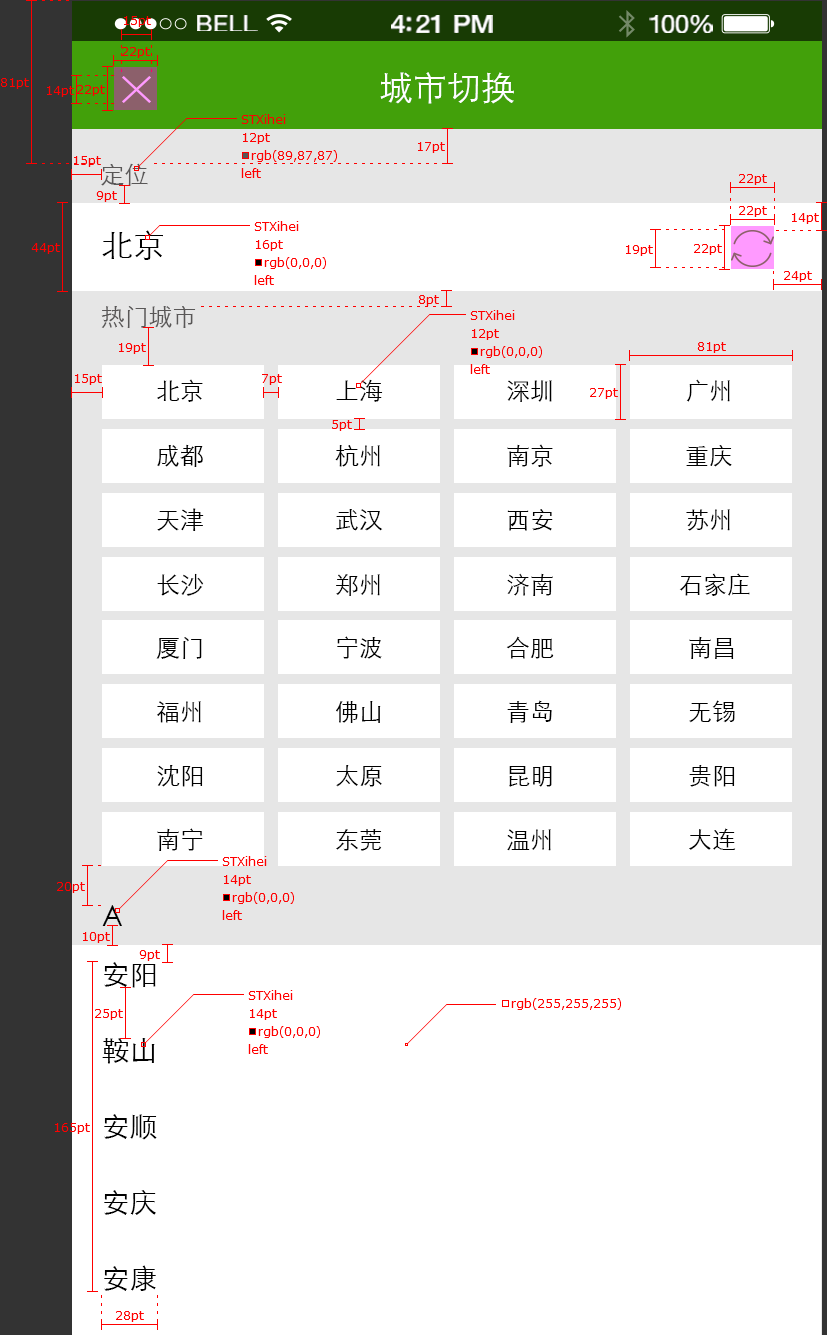 BELL 4:21 PM 100%
15pt
22pt
81pt
14pt 22pt
城市切换
STXihei
12pt
rgb(89,87,87)
left
17pt
15pt
定位
9pt
22pt
22pt
14pt
44pt
北京
STXihei
16pt
rgb(0,0,0)
left
19pt
22pt
24pt
8pt
热门城市
STXihei
12pt
rgb(0,0,0)
left
19pt
81pt
15pt
7pt
27pt
北京 上海 深圳 广州
5pt
成都 杭州 南京 重庆
天津 武汉 西安 苏州
长沙 郑州 济南 石家庄
厦门 宁波 合肥 南昌
福州 佛山 青岛 无锡
沈阳 太原 昆明 贵阳
南宁 东莞 温州 大连
STXihei
14pt
rgb(0,0,0)
left
20pt
A
10pt
9pt
安阳
25pt
STXihei
14pt
rgb(0,0,0)
left
rgb(255,255,255)
鞍山
165pt
安顺
安庆
安康
28pt